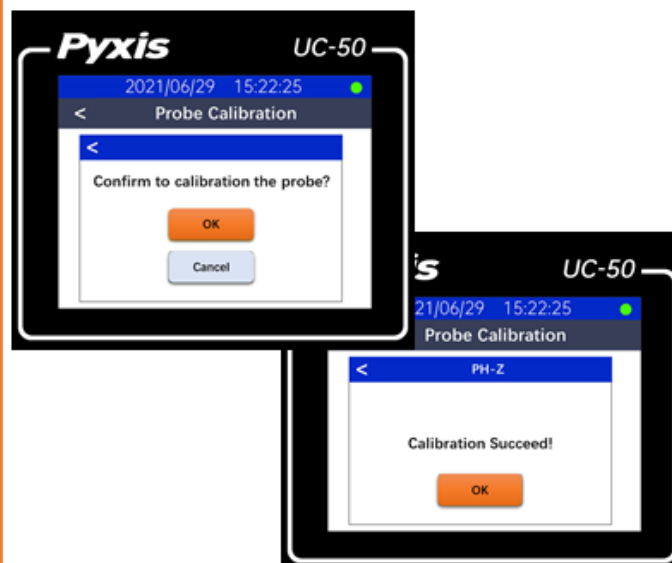 Pyxis UC-50
2021/06/29 15:22:25
< Probe Calibration
<
Confirm to calibration the probe?
OK
Cancel
s UC-50
21/06/29 15:22:25
Probe Calibration
< PH-Z
Calibration Succeed!
OK